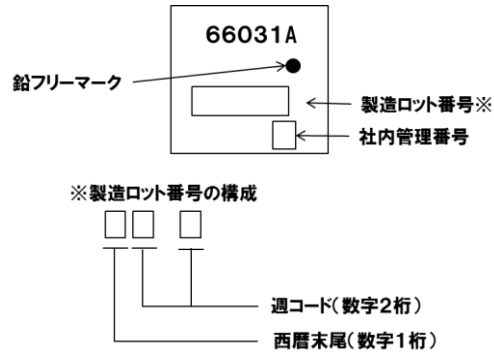 66031A
鉛フリーマーク
製造ロット番号※
社内管理番号
※製造ロット番号の構成
週コード(数字2桁)
西暦末尾(数字1桁)